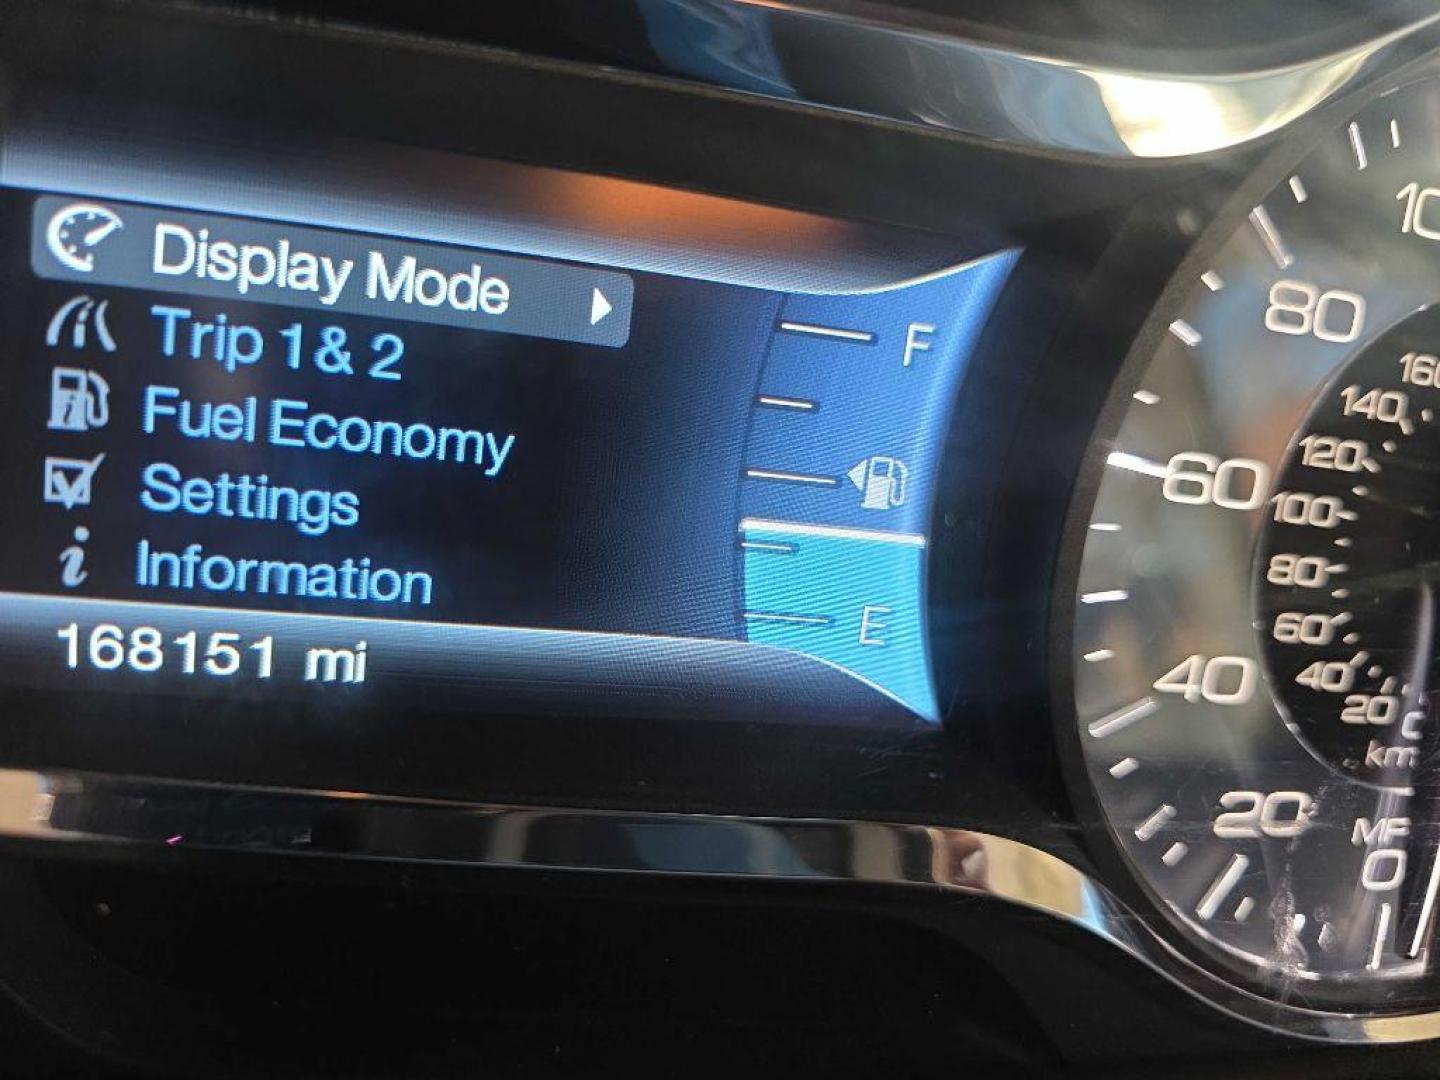 Display Mode
Trip 1 & 2
Fuel Economy
Settings
i Information
168151 mi
F
E
80
60
40
20
0
160
140
120
100
80
60
40
20
km